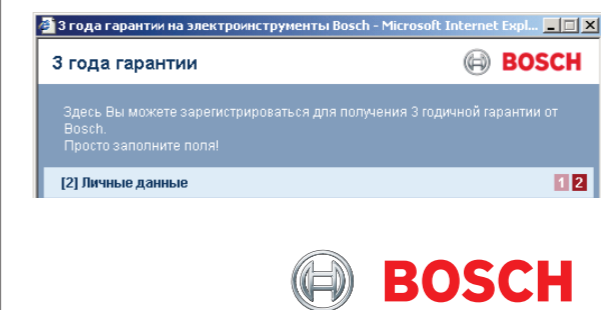 3 года гарантии на электроинструменты Bosch - Microsoft Internet Expl...
3 года гарантии
BOSCH
Здесь Вы можете зарегистрироваться для получения 3 годичной гарантии от
Bosch.
Просто заполните поля!
[2] Личные данные
1 2
BOSCH